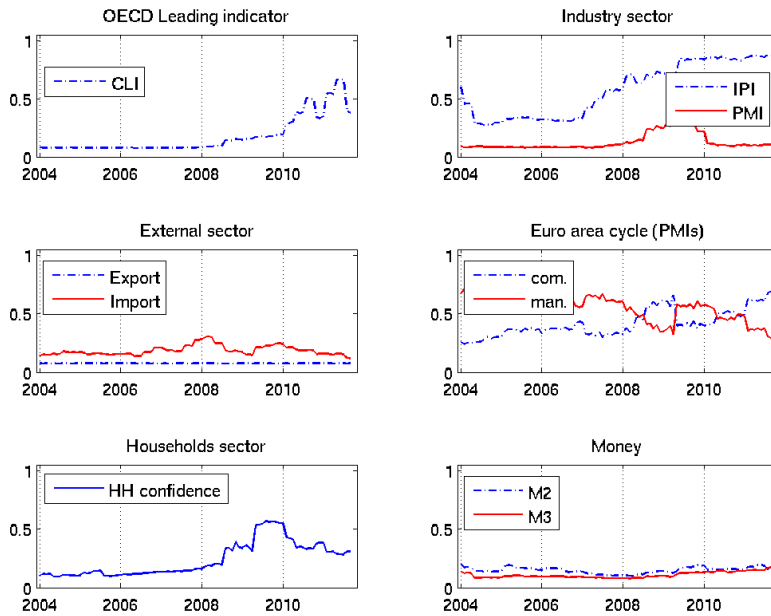 OECD Leading indicator
1
0.5
0
CLI
2004
2006
2008
2010
Industry sector
1
0.5
0
IPI
PMI
2004
2006
2008
2010
External sector
1
0.5
0
Export
Import
2004
2006
2008
2010
Euro area cycle (PMIs)
1
0.5
0
com.
man.
2004
2006
2008
2010
Households sector
1
0.5
0
HH confidence
2004
2006
2008
2010
Money
1
0.5
0
M2
M3
2004
2006
2008
2010